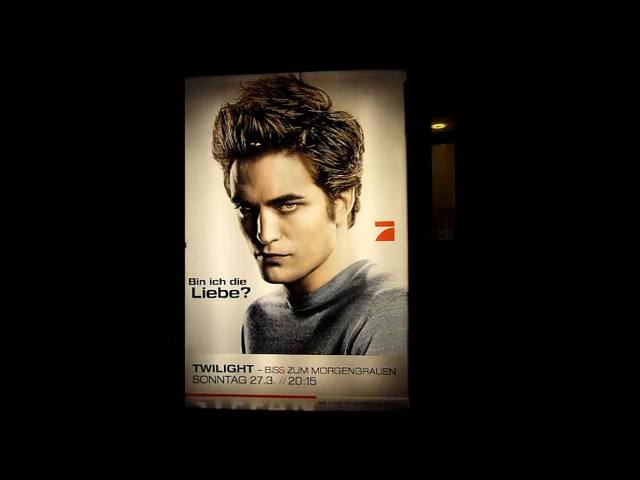 Bin ich die
Liebe?
TWILIGHT – BISS ZUM MORGENGRAUEN
SONNTAG 27.3. // 20:15